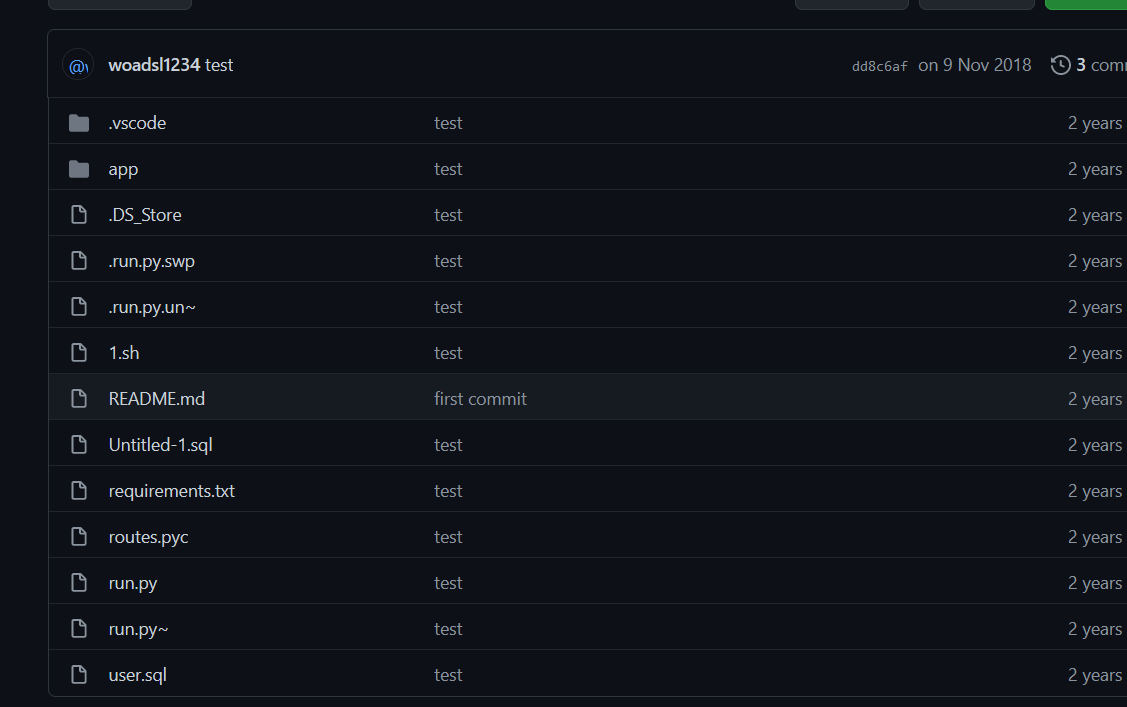 woadsl1234 test dd8c6af on 9 Nov 2018 3
.vscode test 2 years
app test 2 years
.DS_Store test 2 years
.run.py.swp test 2 years
.run.py.un~ test 2 years
1.sh test 2 years
README.md first commit 2 years
Untitled-1.sql test 2 years
requirements.txt test 2 years
routes.pyc test 2 years
run.py test 2 years
run.py~ test 2 years
user.sql test 2 years